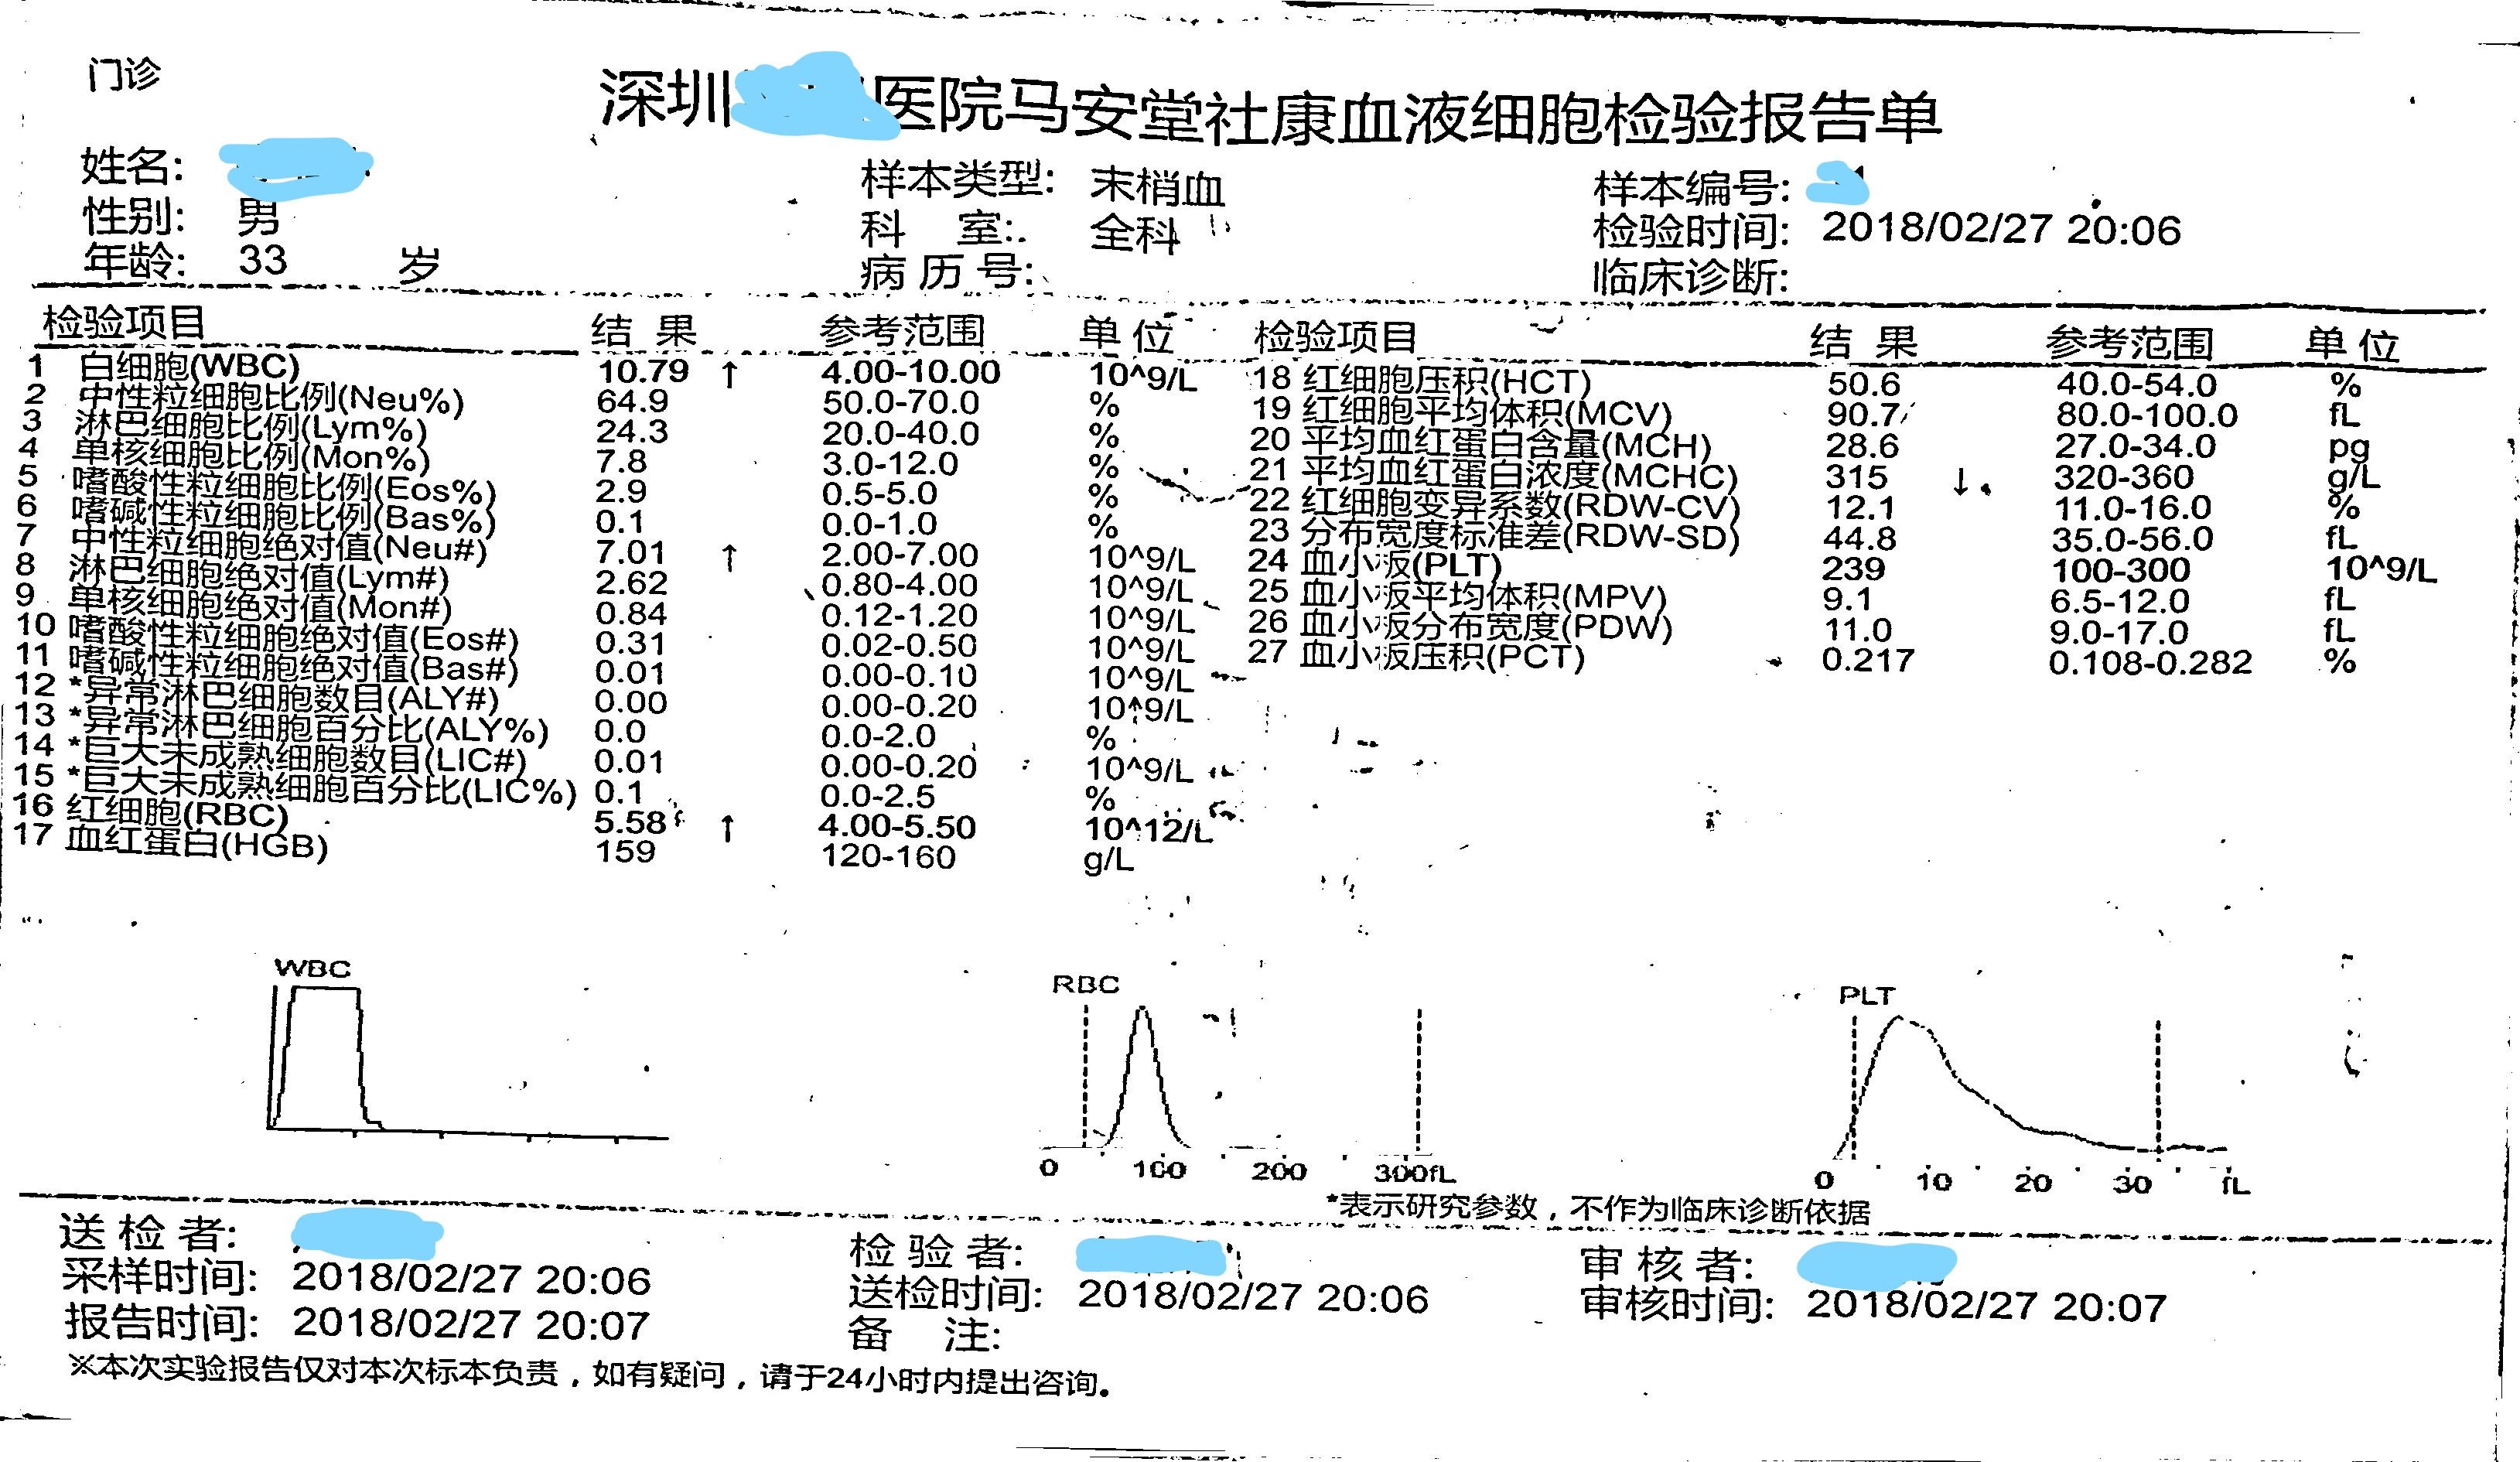 门诊
深圳 医院马安堂社康血液细胞检验报告单
姓名: 样本类型: 末梢血 样本编号:
性别: 男 科 室: 全科 检验时间: 2018/02/27 20:06
年龄: 33 岁 病历号: 临床诊断:
检验项目 结 果 参考范围 单 位 检验项目 结 果 参考范围 单 位
1 白细胞(WBC) 10.79 ↑ 4.00-10.00 10^9/L 18 红细胞压积(HCT) 50.6 40.0-54.0 %
2 中性粒细胞比例(Neu%) 64.9 50.0-70.0 % 19 红细胞平均体积(MCV) 90.7 80.0-100.0 fL
3 淋巴细胞比例(Lym%) 24.3 20.0-40.0 % 20 平均血红蛋白含量(MCH) 28.6 27.0-34.0 pg
4 单核细胞比例(Mon%) 7.8 3.0-12.0 % 21 平均血红蛋白浓度(MCHC) 315 ↓ 320-360 g/L
5 嗜酸性粒细胞比例(Eos%) 2.9 0.5-5.0 % 22 红细胞变异系数(RDW-CV) 12.1 11.0-16.0 %
6 嗜碱性粒细胞比例(Bas%) 0.1 0.0-1.0 % 23 分布宽度标准差(RDW-SD) 44.8 35.0-56.0 fL
7 中性粒细胞绝对值(Neu#) 7.01 ↑ 2.00-7.00 10^9/L 24 血小板(PLT) 239 100-300 10^9/L
8 淋巴细胞绝对值(Lym#) 2.62 0.80-4.00 10^9/L 25 血小板平均体积(MPV) 9.1 6.5-12.0 fL
9 单核细胞绝对值(Mon#) 0.84 0.12-1.20 10^9/L 26 血小板分布宽度(PDW) 11.0 9.0-17.0 fL
10 嗜酸性粒细胞绝对值(Eos#) 0.31 0.02-0.50 10^9/L 27 血小板压积(PCT) 0.217 0.108-0.282 %
11 嗜碱性粒细胞绝对值(Bas#) 0.01 0.00-0.10 10^9/L
12 *异常淋巴细胞数目(ALY#) 0.00 0.00-0.20 10^9/L
13 *异常淋巴细胞百分比(ALY%) 0.0 0.0-2.0 %
14 *巨大未成熟细胞数目(LIC#) 0.01 0.00-0.20 10^9/L
15 *巨大未成熟细胞百分比(LIC%) 0.1 0.0-2.5 %
16 红细胞(RBC) 5.58 ↑ 4.00-5.50 10^12/L
17 血红蛋白(HGB) 159 120-160 g/L
WBC RBC PLT
0 100 200 300fL 0 10 20 30 fL
*表示研究参数，不作为临床诊断依据
送 检 者: 检 验 者: 审 核 者:
采样时间: 2018/02/27 20:06 送检时间: 2018/02/27 20:06 审核时间: 2018/02/27 20:07
报告时间: 2018/02/27 20:07 备 注:
※本次实验报告仅对本次标本负责，如有疑问，请于24小时内提出咨询。